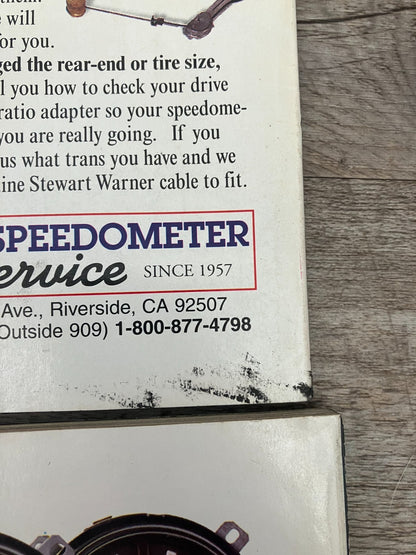 will
for you.
ged the rear-end or tire size,
l you how to check your drive
ratio adapter so your speedome-
you are really going. If you
us what trans you have and we
ine Stewart Warner cable to fit.
SPEEDOMETER
ervice SINCE 1957
Ave., Riverside, CA 92507
Outside 909) 1-800-877-4798